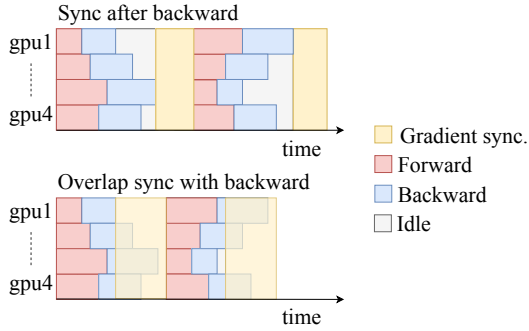 Sync after backward
gpu1
gpu4
time
Overlap sync with backward
gpu1
gpu4
time
Gradient sync.
Forward
Backward
Idle